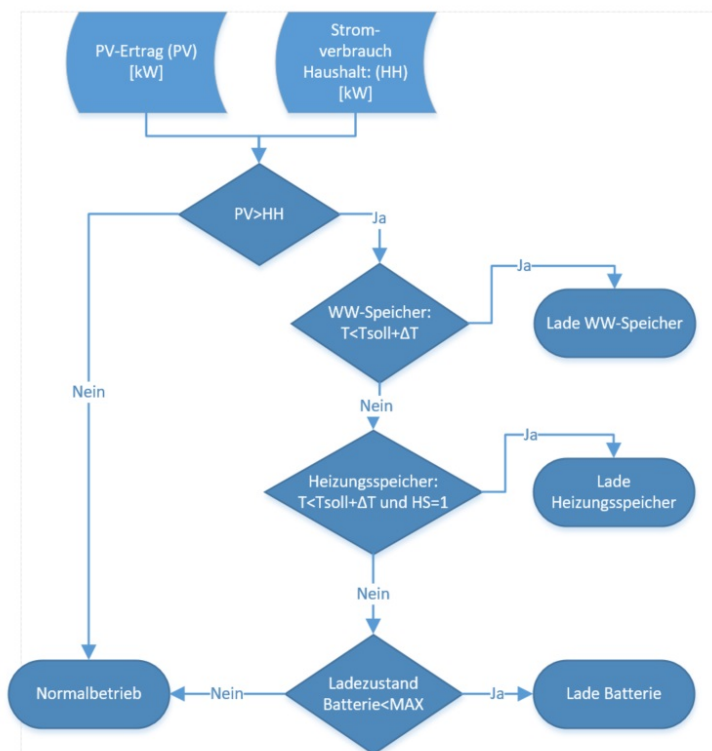 PV-Ertrag (PV)
[kW]
Strom-
verbrauch
Haushalt: (HH)
[kW]
PV>HH
Ja
WW-Speicher:
T<Tsoll+ΔT
Ja
Lade WW-Speicher
Nein
Nein
Heizungsspeicher:
T<Tsoll+ΔT und HS=1
Ja
Lade
Heizungsspeicher
Nein
Ladezustand
Batterie<MAX
Nein
Normalbetrieb
Ja
Lade Batterie